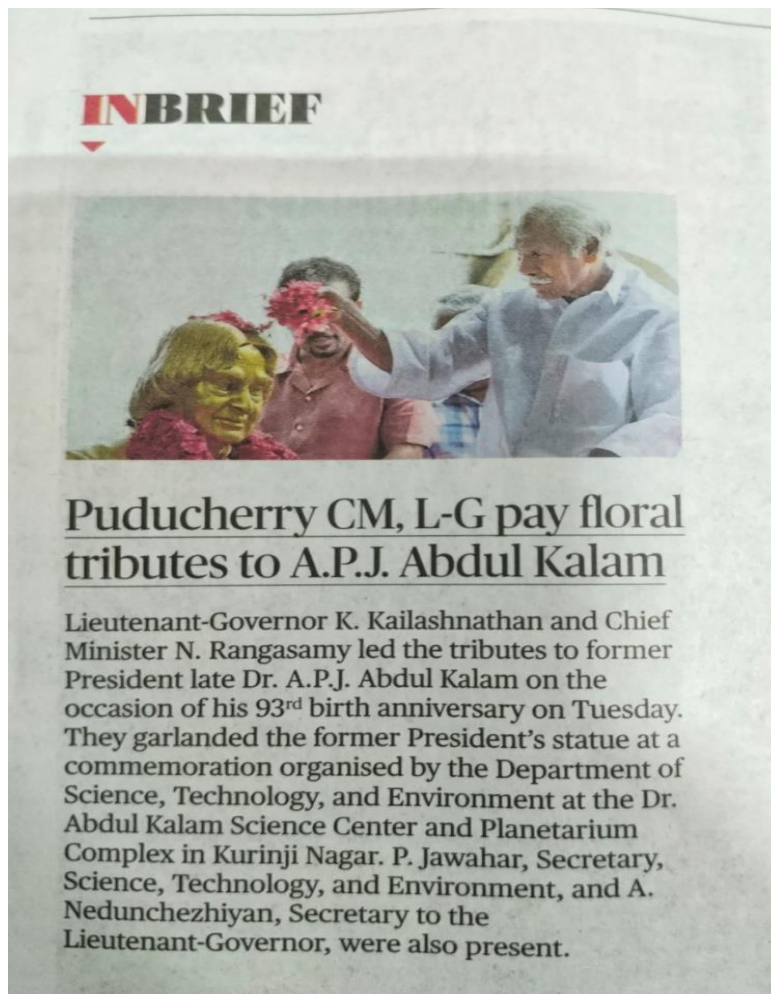 INBRIEF
Puducherry CM, L-G pay floral
tributes to A.P.J. Abdul Kalam
Lieutenant-Governor K. Kailashnathan and Chief
Minister N. Rangasamy led the tributes to former
President late Dr. A.P.J. Abdul Kalam on the
occasion of his 93rd birth anniversary on Tuesday.
They garlanded the former President's statue at a
commemoration organised by the Department of
Science, Technology, and Environment at the Dr.
Abdul Kalam Science Center and Planetarium
Complex in Kurinji Nagar. P. Jawahar, Secretary,
Science, Technology, and Environment, and A.
Nedunchezhiyan, Secretary to the
Lieutenant-Governor, were also present.